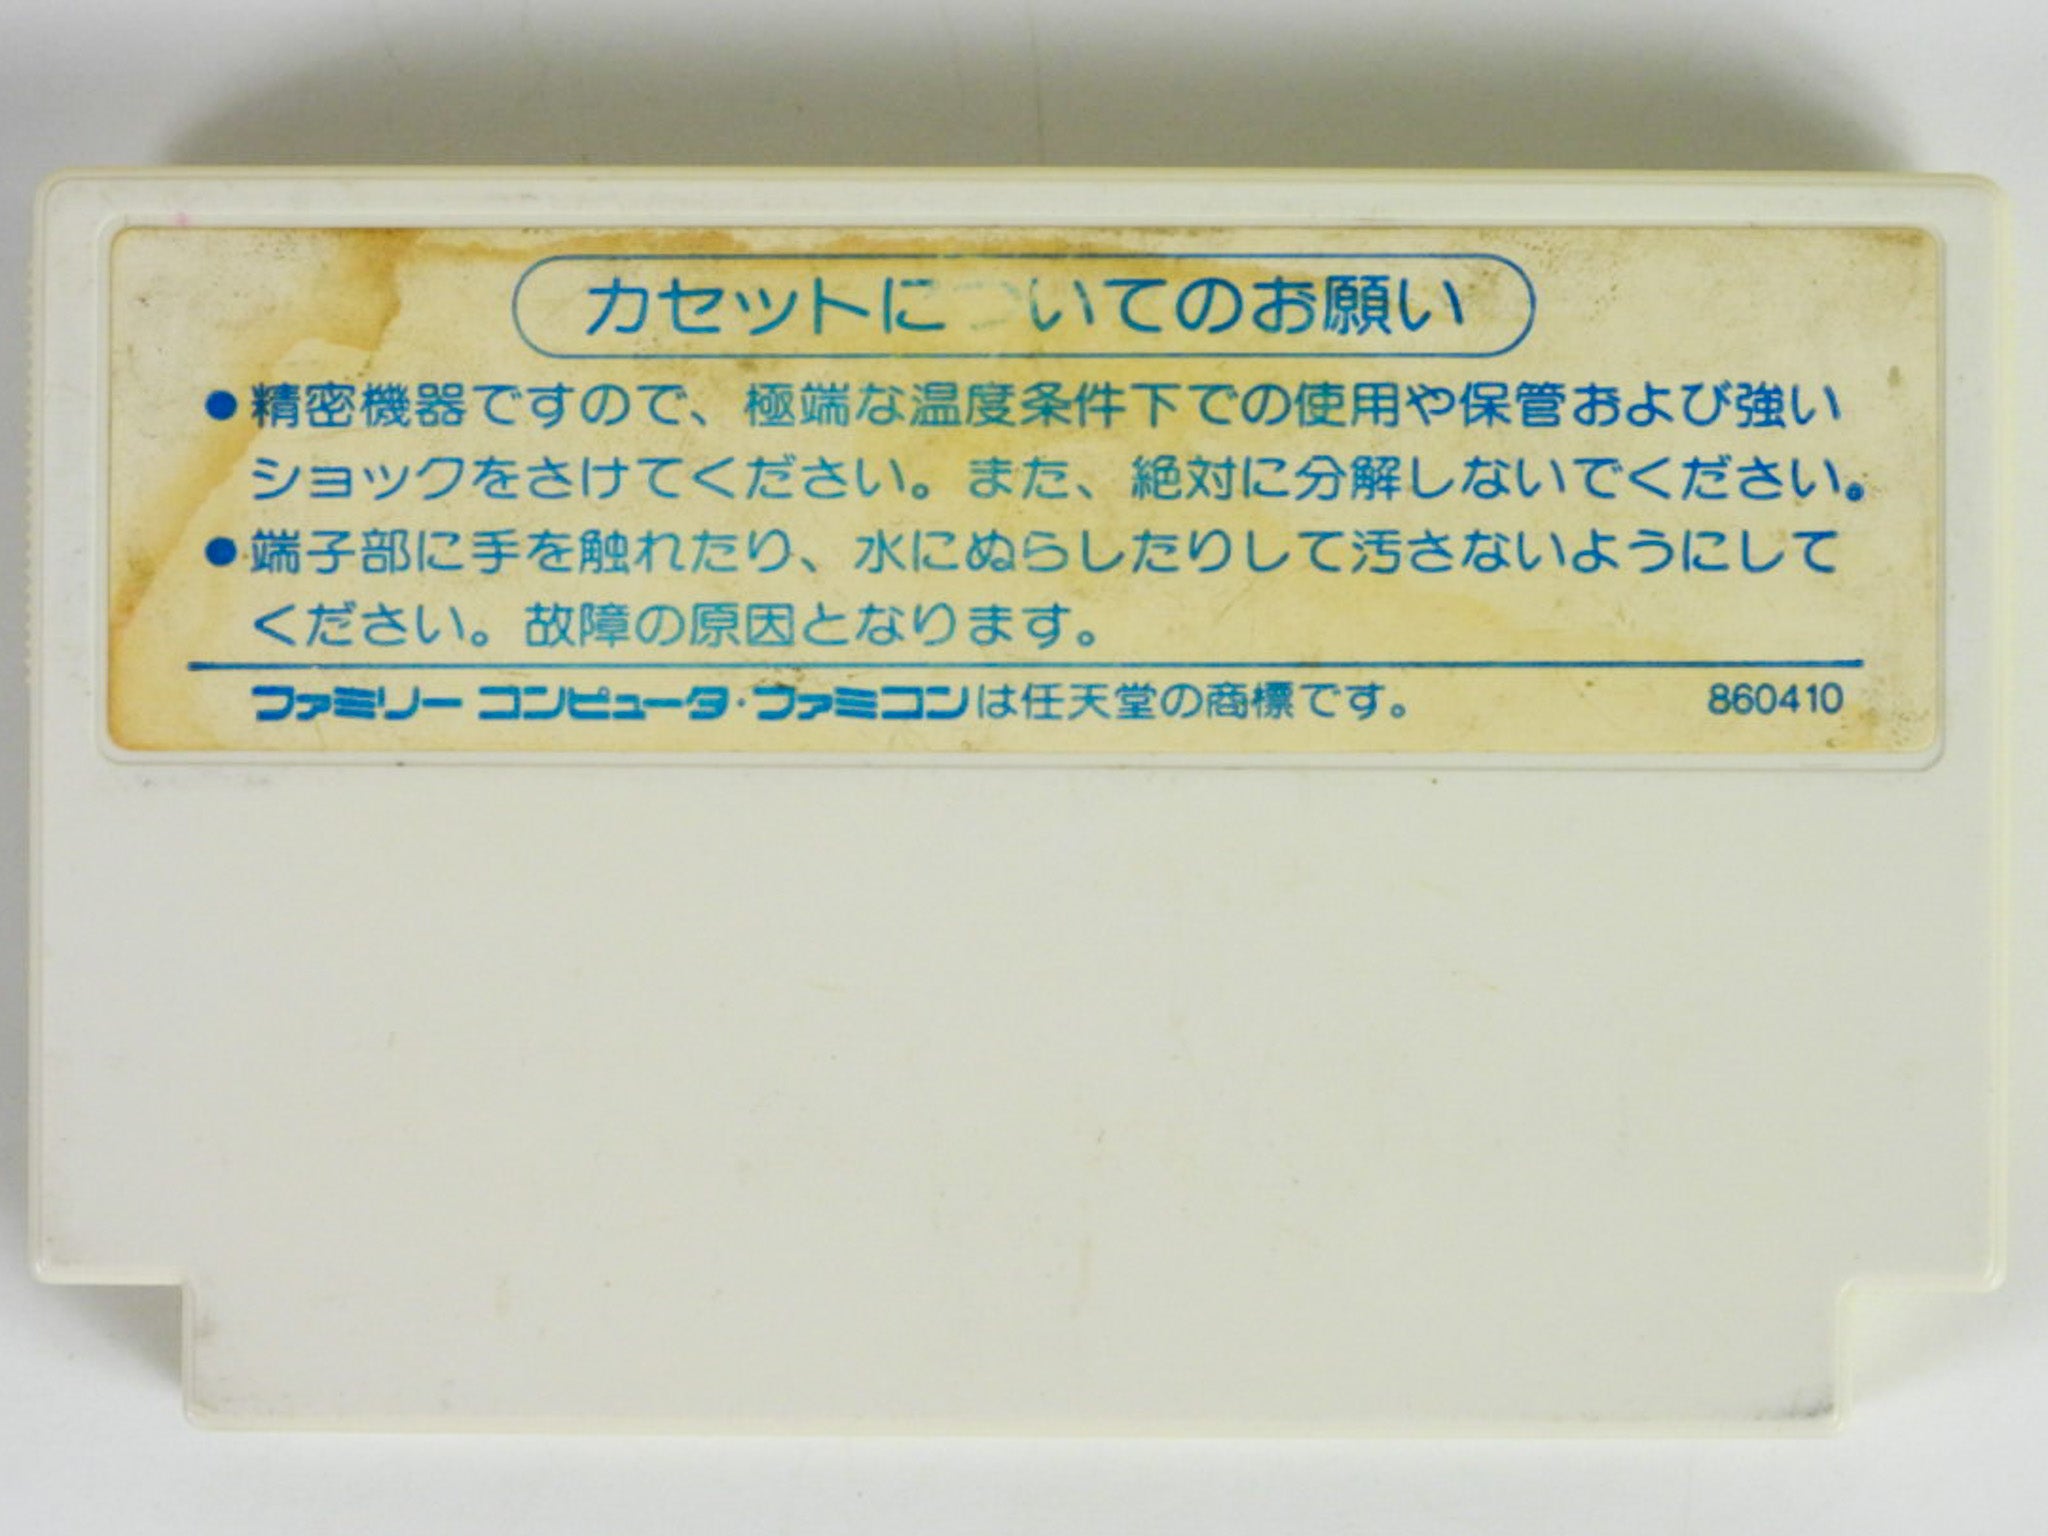 カセットについてのお願い
●精密機器ですので、極端な温度条件下での使用や保管および強い
ショックをさけてください。また、絶対に分解しないでください。
●端子部に手を触れたり、水にぬらしたりして汚さないようにして
ください。故障の原因となります。
ファミリー コンピュータ・ファミコンは任天堂の商標です。 860410